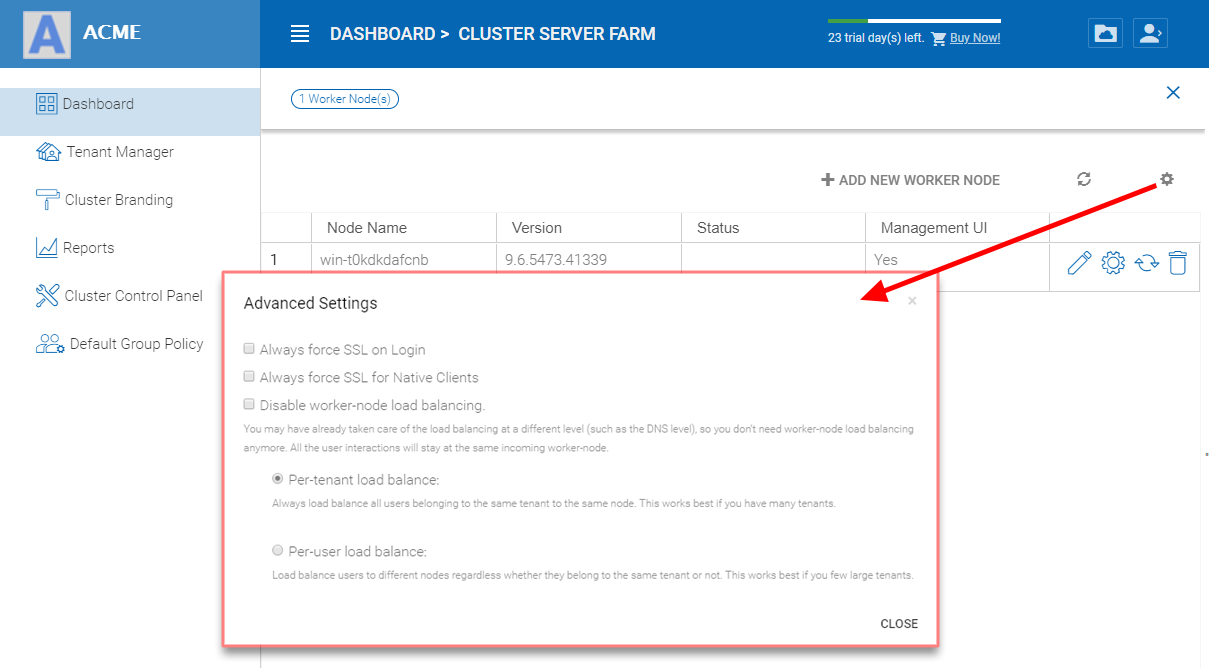 A ACME
DASHBOARD > CLUSTER SERVER FARM
23 trial day(s) left. Buy Now!
Dashboard
Tenant Manager
Cluster Branding
Reports
Cluster Control Panel
Default Group Policy
1 Worker Node(s)
ADD NEW WORKER NODE
Node Name Version Status Management UI
1 win-t0kdkdafcnb 9.6.5473.41339 Yes
Advanced Settings
Always force SSL on Login
Always force SSL for Native Clients
Disable worker-node load balancing.
You may have already taken care of the load balancing at a different level (such as the DNS level), so you don't need worker-node load balancing
anymore. All the user interactions will stay at the same incoming worker-node.
Per-tenant load balance:
Always load balance all users belonging to the same tenant to the same node. This works best if you have many tenants.
Per-user load balance:
Load balance users to different nodes regardless whether they belong to the same tenant or not. This works best if you few large tenants.
CLOSE